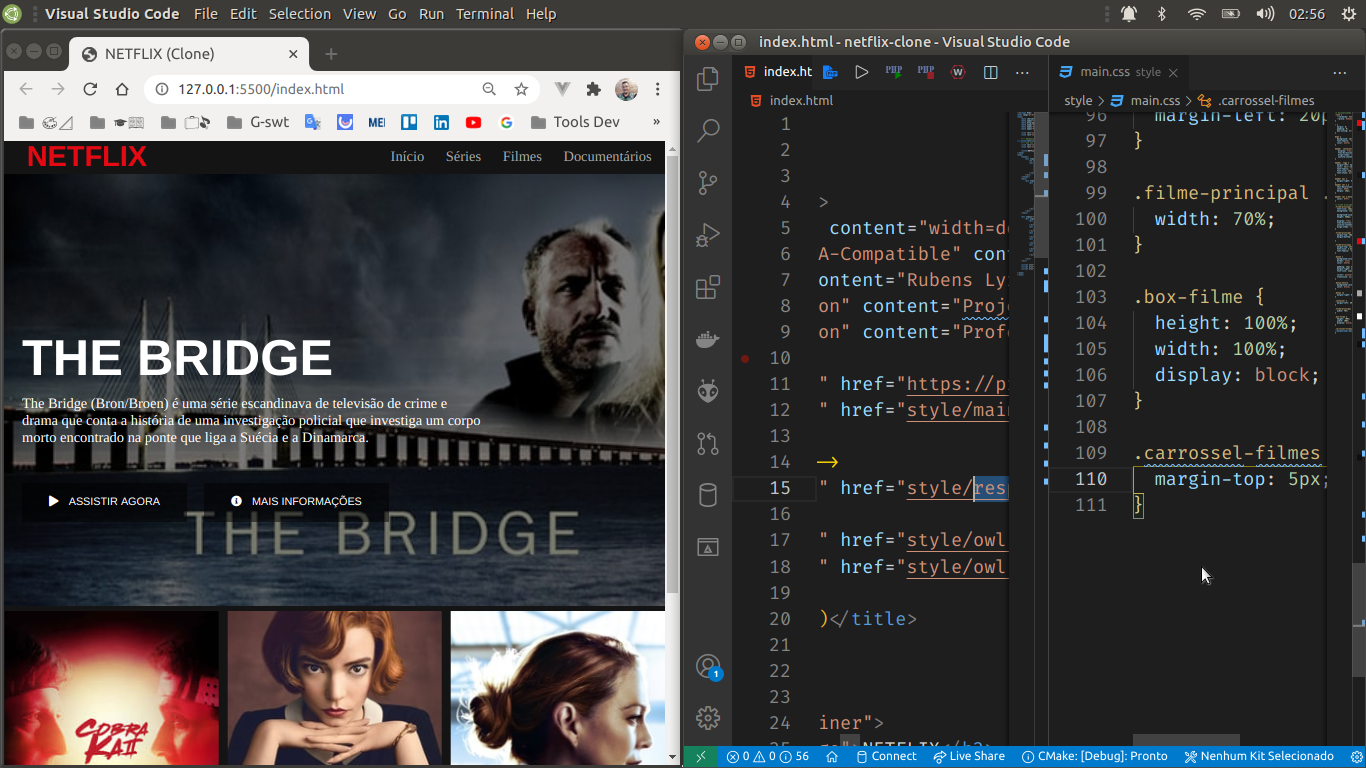 Visual Studio Code File Edit Selection View Go Run Terminal Help 02:56
NETFLIX (Clone)
127.0.0.1:5500/index.html
G-swt
Tools Dev
»
NETFLIX
Início Séries Filmes Documentários
THE BRIDGE
The Bridge (Bron/Broen) é uma série escandinava de televisão de crime e
drama que conta a história de uma investigação policial que investiga um corpo
morto encontrado na ponte que liga a Suécia e a Dinamarca.
ASSISTIR AGORA MAIS INFORMAÇÕES
THE BRIDGE
COBRA
KAI
index.html - netflix-clone - Visual Studio Code
index.ht
index.html
1
2
3
4 >
5 content="width=de
6 A-Compatible" cont
7 ontent="Rubens Ly
8 on" content="Proj
9 on" content="Profe
10
11 " href="https://p
12 " href="style/main
13
14 -->
15 " href="style/res
16
17 " href="style/owl
18 " href="style/owl
19
20 )</title>
21
22
23
24 iner">
25 NETFLIX</h2>
main.css style
style > main.css > .carrossel-filmes
96 margin-left: 20p
97 }
98
99 .filme-principal .
100 width: 70%;
101 }
102
103 .box-filme {
104 height: 100%;
105 width: 100%;
106 display: block;
107 }
108
109 .carrossel-filmes
110 margin-top: 5px;
111 }
1
0 0 56 Connect Live Share CMake: [Debug]: Pronto Nenhum Kit Selecionado